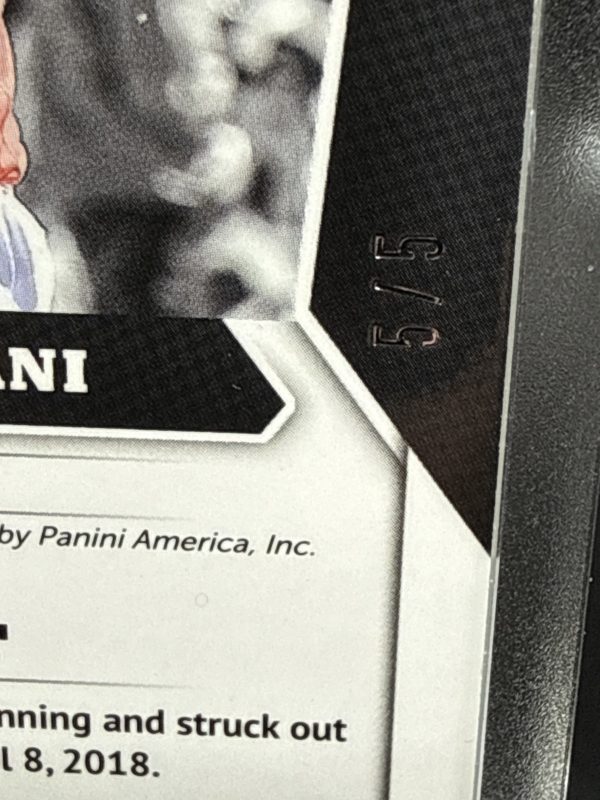 5/5
ANI
by Panini America, Inc.
nning and struck out
l 8, 2018.